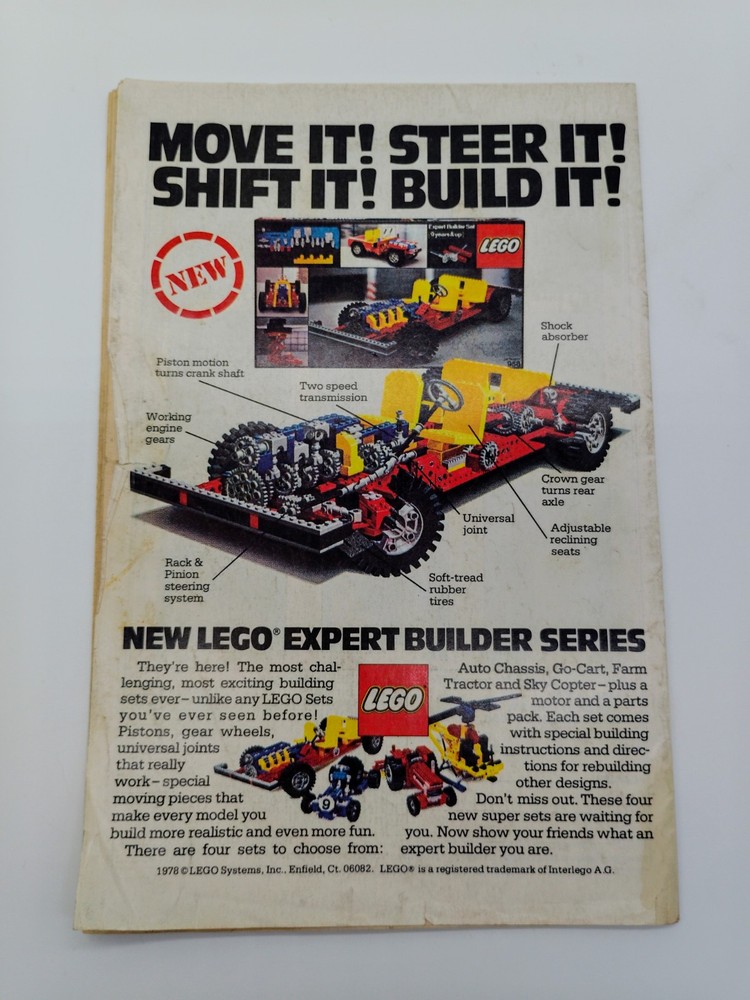 MOVE IT! STEER IT!
SHIFT IT! BUILD IT!
NEW
Expert Builder Set
9 years & up
LEGO
956
Shock
absorber
Piston motion
turns crank shaft
Two speed
transmission
Working
engine
gears
Crown gear
turns rear
axle
Universal
joint
Adjustable
reclining
seats
Rack &
Pinion
steering
system
Soft-tread
rubber
tires
NEW LEGO® EXPERT BUILDER SERIES
They're here! The most chal-
lenging, most exciting building
sets ever–unlike any LEGO Sets
you've ever seen before!
Pistons, gear wheels,
universal joints
that really
work–special
moving pieces that
make every model you
build more realistic and even more fun.
There are four sets to choose from:
LEGO
9
Auto Chassis, Go-Cart, Farm
Tractor and Sky Copter–plus a
motor and a parts
pack. Each set comes
with special building
instructions and direc-
tions for rebuilding
other designs.
Don't miss out. These four
new super sets are waiting for
you. Now show your friends what an
expert builder you are.
1978 © LEGO Systems, Inc., Enfield, Ct. 06082. LEGO® is a registered trademark of Interlego A.G.